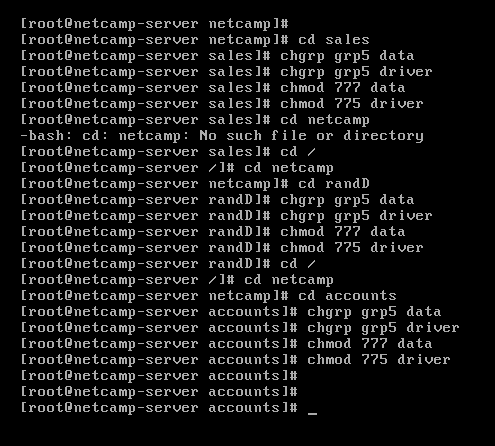 [root@netcamp-server netcamp]#
[root@netcamp-server netcamp]# cd sales
[root@netcamp-server sales]# chgrp grp5 data
[root@netcamp-server sales]# chgrp grp5 driver
[root@netcamp-server sales]# chmod 777 data
[root@netcamp-server sales]# chmod 775 driver
[root@netcamp-server sales]# cd netcamp
-bash: cd: netcamp: No such file or directory
[root@netcamp-server sales]# cd /
[root@netcamp-server /]# cd netcamp
[root@netcamp-server netcamp]# cd randD
[root@netcamp-server randD]# chgrp grp5 data
[root@netcamp-server randD]# chgrp grp5 driver
[root@netcamp-server randD]# chmod 777 data
[root@netcamp-server randD]# chmod 775 driver
[root@netcamp-server randD]# cd /
[root@netcamp-server /]# cd netcamp
[root@netcamp-server netcamp]# cd accounts
[root@netcamp-server accounts]# chgrp grp5 data
[root@netcamp-server accounts]# chgrp grp5 driver
[root@netcamp-server accounts]# chmod 777 data
[root@netcamp-server accounts]# chmod 775 driver
[root@netcamp-server accounts]#
[root@netcamp-server accounts]#
[root@netcamp-server accounts]# _